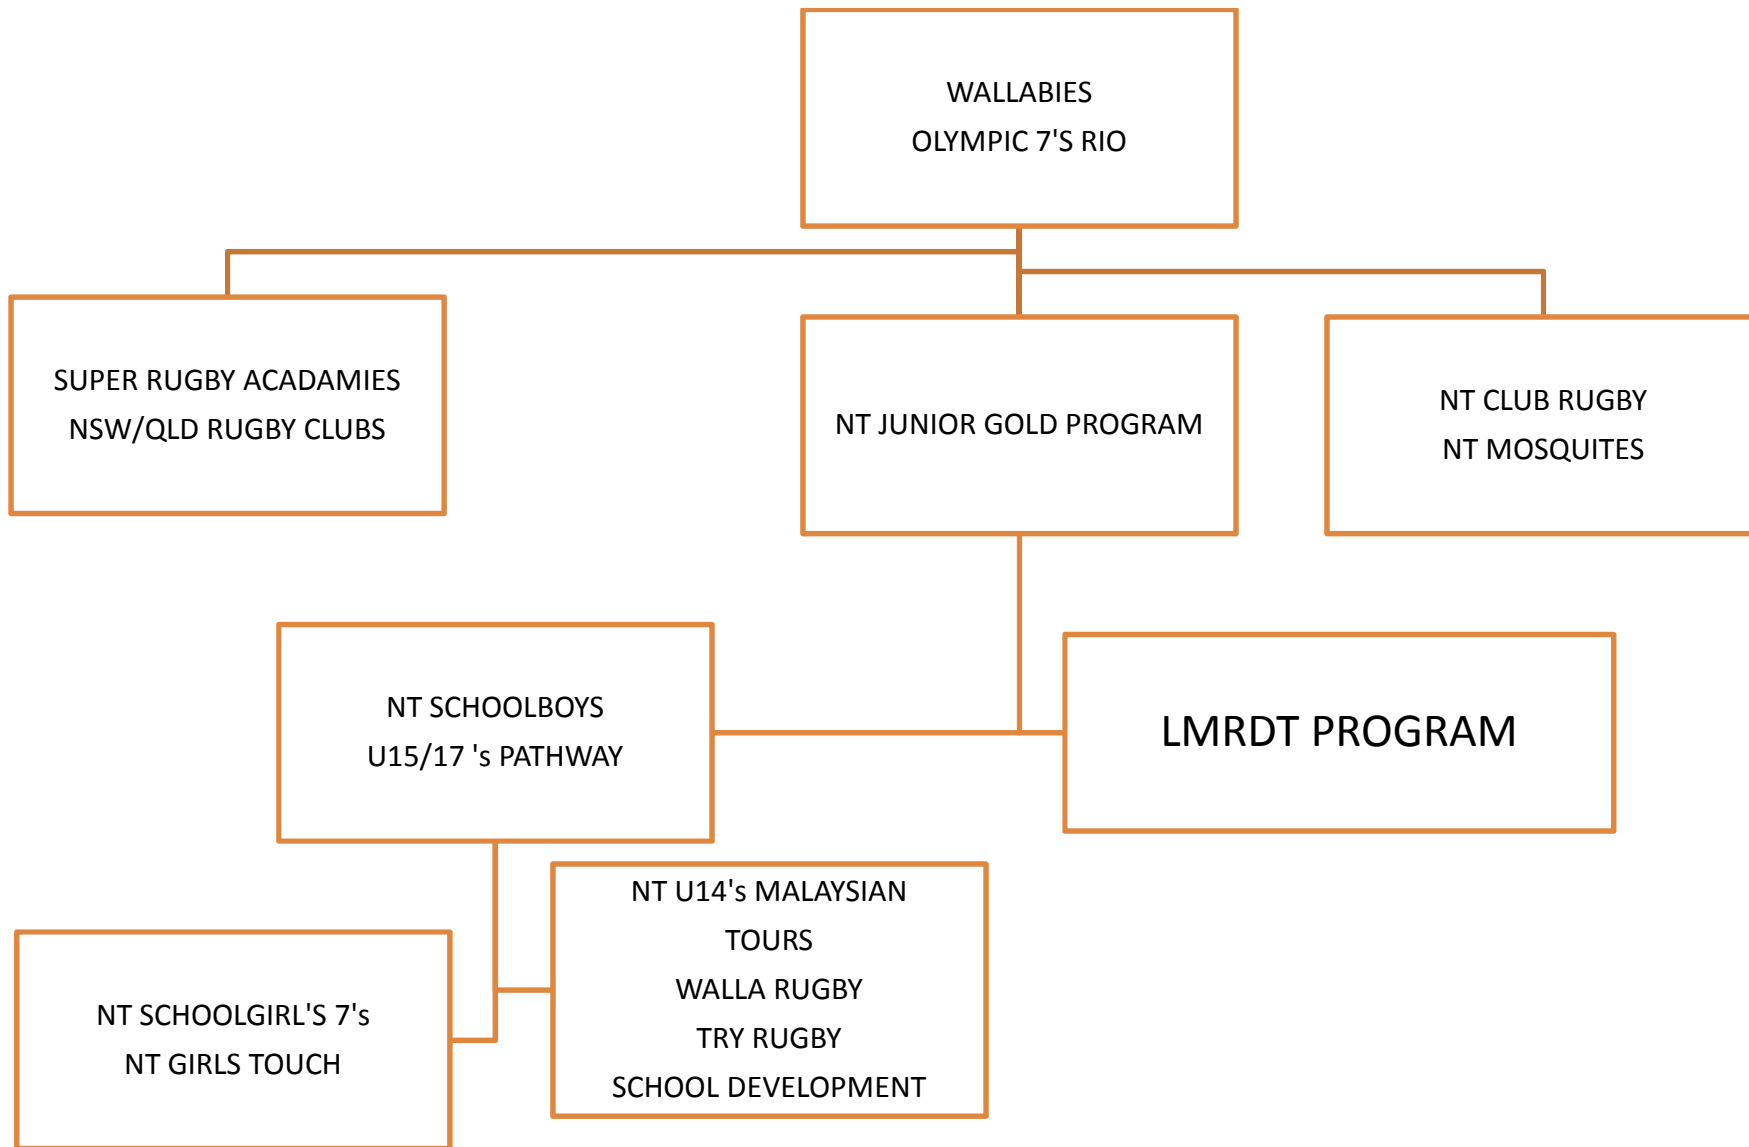 WALLABIES
OLYMPIC 7'S RIO
SUPER RUGBY ACADAMIES
NSW/QLD RUGBY CLUBS
NT JUNIOR GOLD PROGRAM
NT CLUB RUGBY
NT MOSQUITES
NT SCHOOLBOYS
U15/17 's PATHWAY
LMRDT PROGRAM
NT SCHOOLGIRL'S 7's
NT GIRLS TOUCH
NT U14's MALAYSIAN
TOURS
WALLA RUGBY
TRY RUGBY
SCHOOL DEVELOPMENT